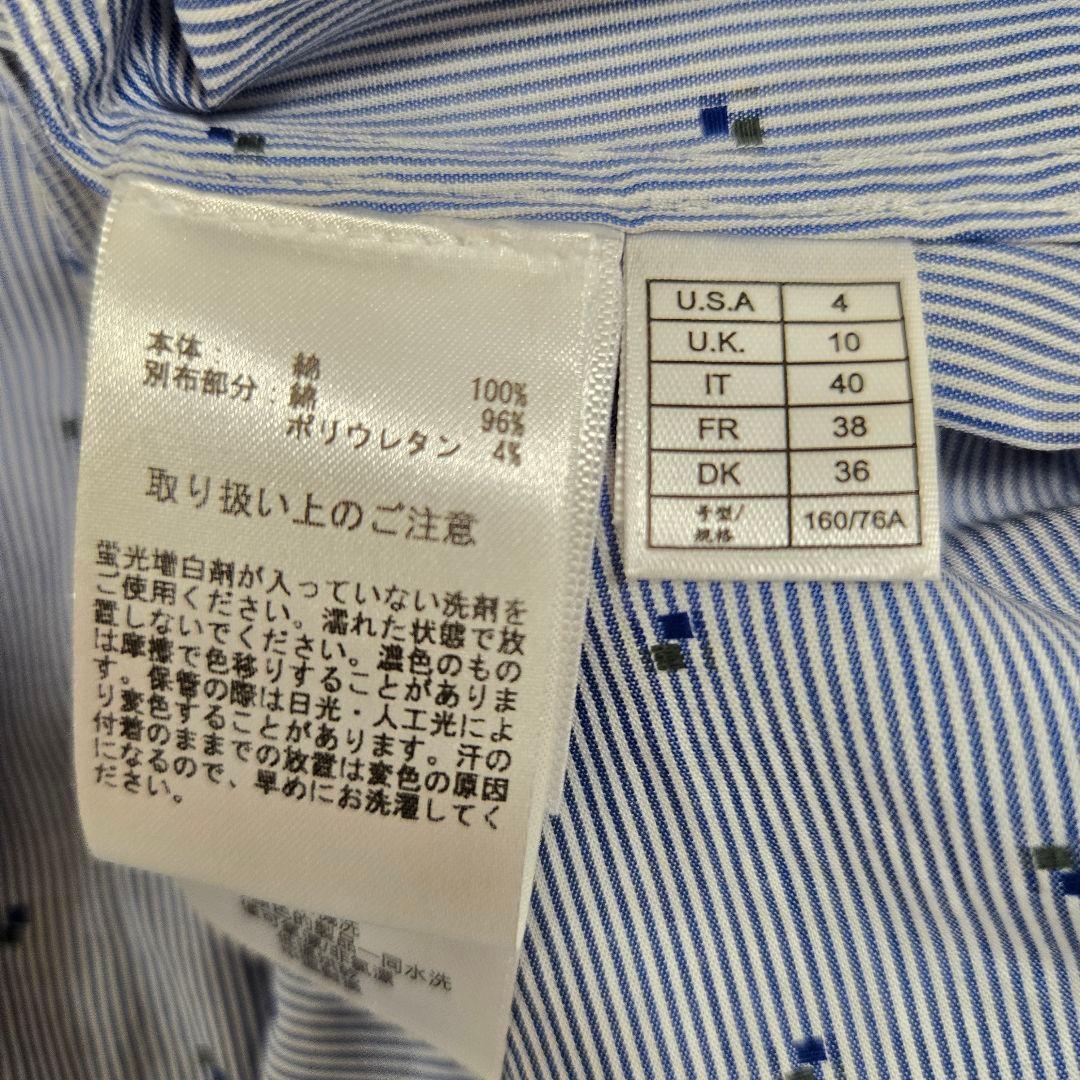 本体： 綿 100%
別布部分：綿 96%
ポリウレタン 4%
取り扱い上のご注意
蛍光増白剤が入っていない洗剤を
ご使用ください。濡れた状態で放
置しないでください。濃色のもの
は摩擦で色移りすることがありま
す。保管の際は日光・人工光によ
り変色することがあります。汗の
付着のままでの放置は変色の原因
になるので、早めにお洗濯してく
ださい。
同水洗
U.S.A 4
U.K. 10
IT 40
FR 38
DK 36
号型/
规格 160/76A